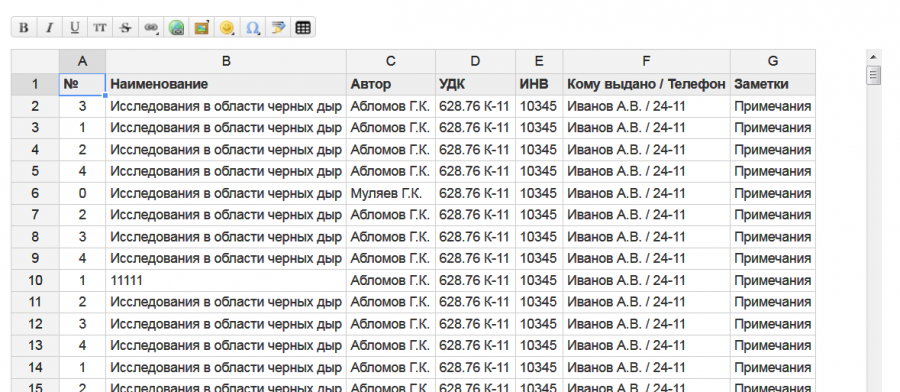 B I U TT S Ω
A B C D E F G
1 № Наименование Автор УДК ИНВ Кому выдано / Телефон Заметки
2 3 Исследования в области черных дыр Абломов Г.К. 628.76 К-11 10345 Иванов А.В. / 24-11 Примечания
3 1 Исследования в области черных дыр Абломов Г.К. 628.76 К-11 10345 Иванов А.В. / 24-11 Примечания
4 2 Исследования в области черных дыр Абломов Г.К. 628.76 К-11 10345 Иванов А.В. / 24-11 Примечания
5 4 Исследования в области черных дыр Абломов Г.К. 628.76 К-11 10345 Иванов А.В. / 24-11 Примечания
6 0 Исследования в области черных дыр Муляев Г.К. 628.76 К-11 10345 Иванов А.В. / 24-11 Примечания
7 2 Исследования в области черных дыр Абломов Г.К. 628.76 К-11 10345 Иванов А.В. / 24-11 Примечания
8 3 Исследования в области черных дыр Абломов Г.К. 628.76 К-11 10345 Иванов А.В. / 24-11 Примечания
9 4 Исследования в области черных дыр Абломов Г.К. 628.76 К-11 10345 Иванов А.В. / 24-11 Примечания
10 1 11111 Абломов Г.К. 628.76 К-11 10345 Иванов А.В. / 24-11 Примечания
11 2 Исследования в области черных дыр Абломов Г.К. 628.76 К-11 10345 Иванов А.В. / 24-11 Примечания
12 3 Исследования в области черных дыр Абломов Г.К. 628.76 К-11 10345 Иванов А.В. / 24-11 Примечания
13 4 Исследования в области черных дыр Абломов Г.К. 628.76 К-11 10345 Иванов А.В. / 24-11 Примечания
14 1 Исследования в области черных дыр Абломов Г.К. 628.76 К-11 10345 Иванов А.В. / 24-11 Примечания
15 2 Исследования в области черных дыр Абломов Г.К. 628.76 К-11 10345 Иванов А.В. / 24-11 Примечания